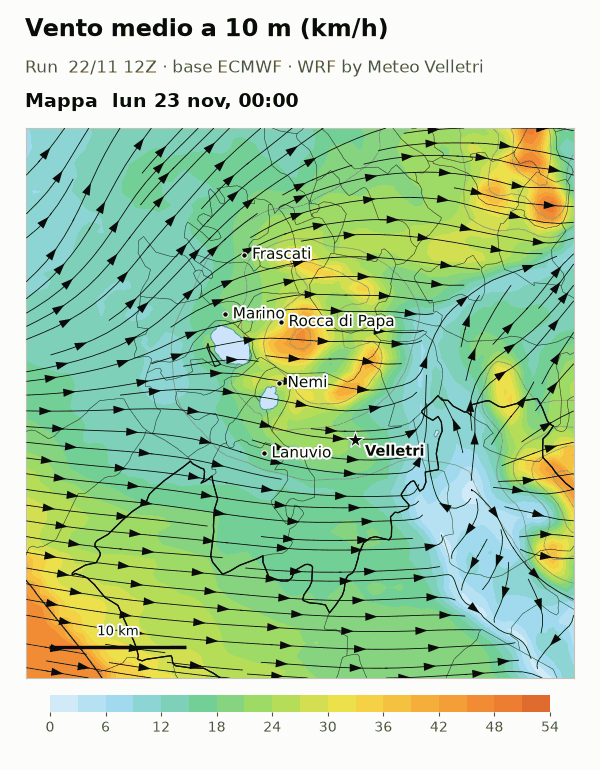 Vento medio a 10 m (km/h)
Run  22/11 12Z · base ECMWF · WRF by Meteo Velletri
Mappa  lun 23 nov, 00:00
Frascati
Marino
Rocca di Papa
Nemi
Velletri
Lanuvio
10 km
0 6 12 18 24 30 36 42 48 54